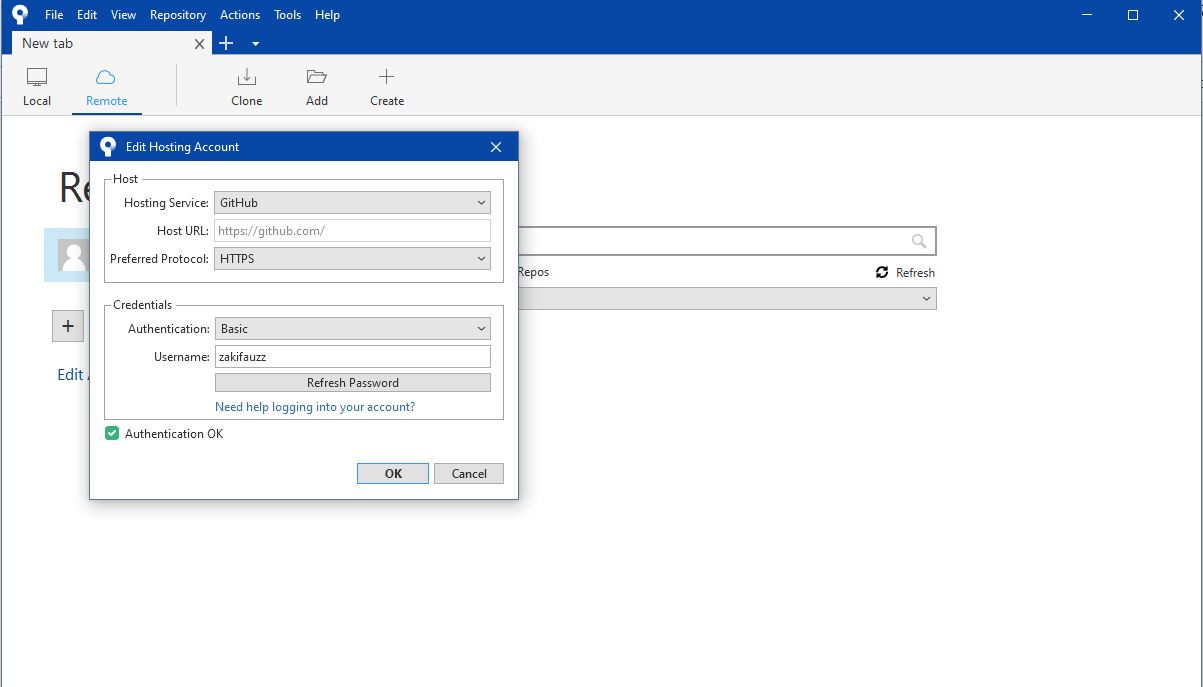 File Edit View Repository Actions Tools Help
New tab
Local Remote Clone Add Create
Edit Hosting Account
Host
Hosting Service: GitHub
Host URL: https://github.com/
Preferred Protocol: HTTPS
Credentials
Authentication: Basic
Username: zakifauzz
Refresh Password
Need help logging into your account?
Authentication OK
OK Cancel
Re
Repos Refresh
Edit